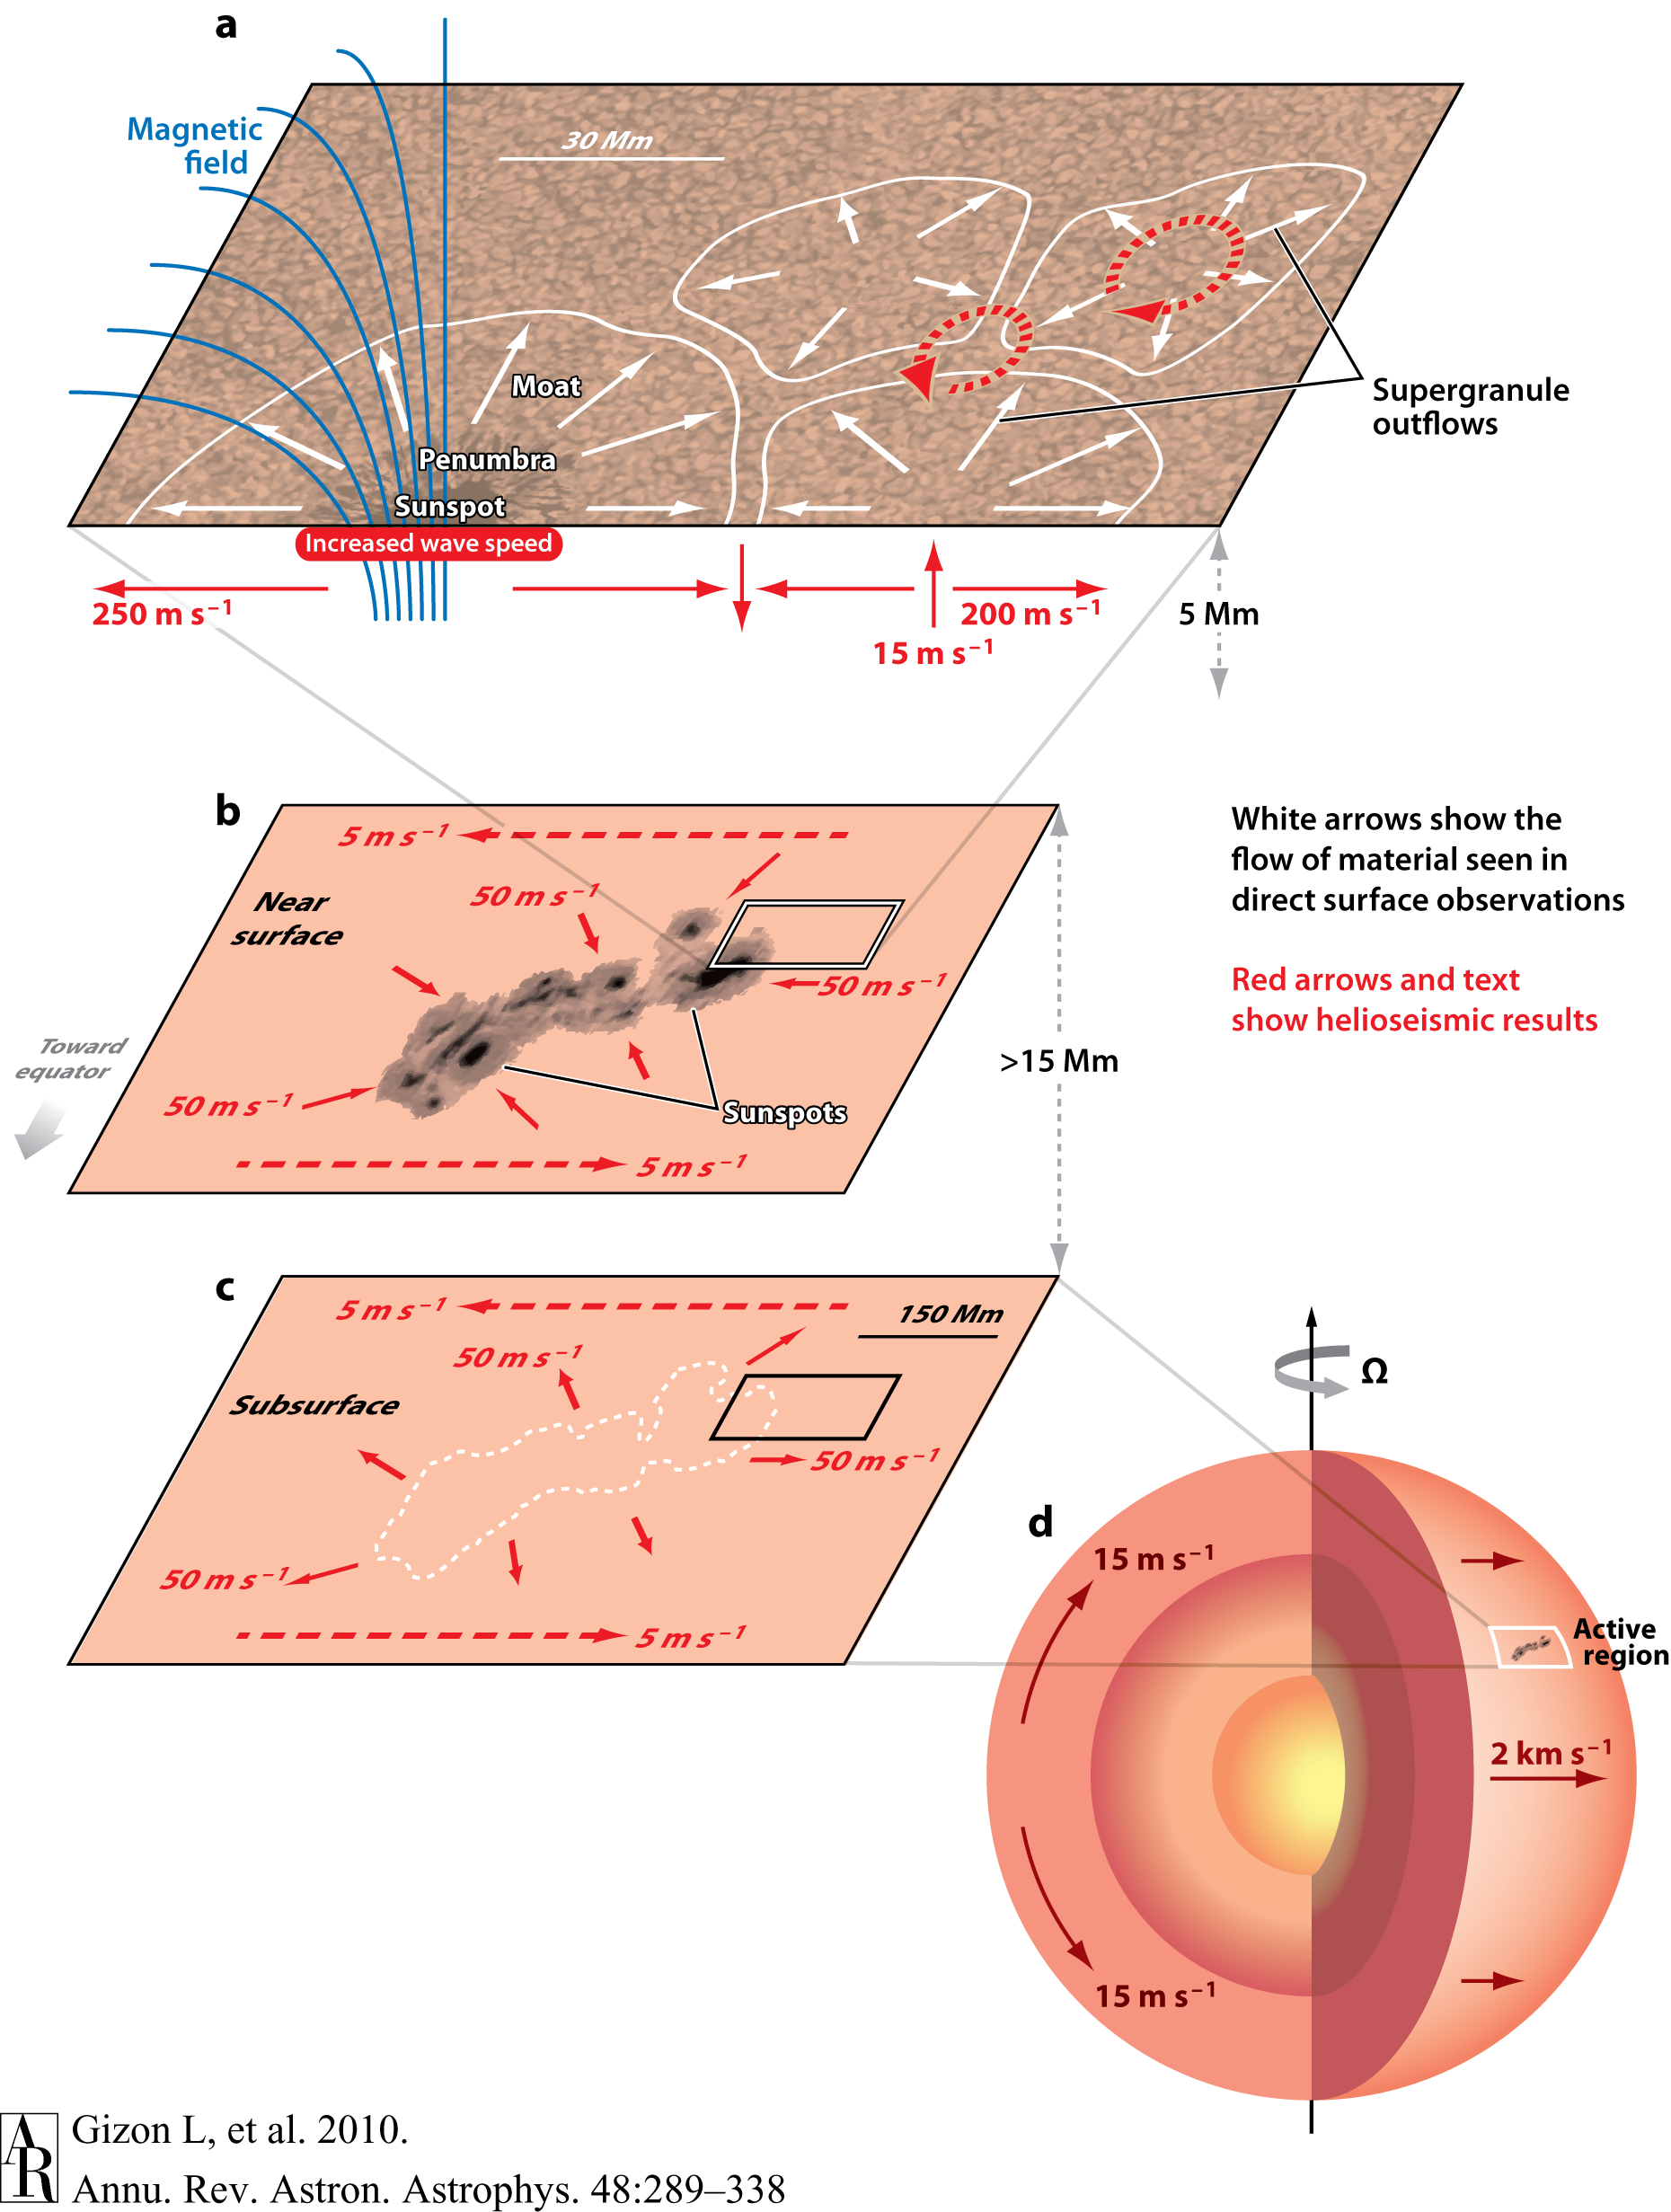 a
Magnetic
field
30 Mm
Moat
Penumbra
Sunspot
Increased wave speed
Supergranule
outflows
250 m s⁻¹
200 m s⁻¹
15 m s⁻¹
5 Mm
b
5 m s⁻¹
50 m s⁻¹
Near
surface
50 m s⁻¹
Toward
equator
50 m s⁻¹
Sunspots
5 m s⁻¹
>15 Mm
White arrows show the
flow of material seen in
direct surface observations
Red arrows and text
show helioseismic results
c
5 m s⁻¹
150 Mm
50 m s⁻¹
Subsurface
50 m s⁻¹
50 m s⁻¹
5 m s⁻¹
Ω
d
15 m s⁻¹
Active
region
2 km s⁻¹
15 m s⁻¹
AR
Gizon L, et al. 2010.
Annu. Rev. Astron. Astrophys. 48:289–338